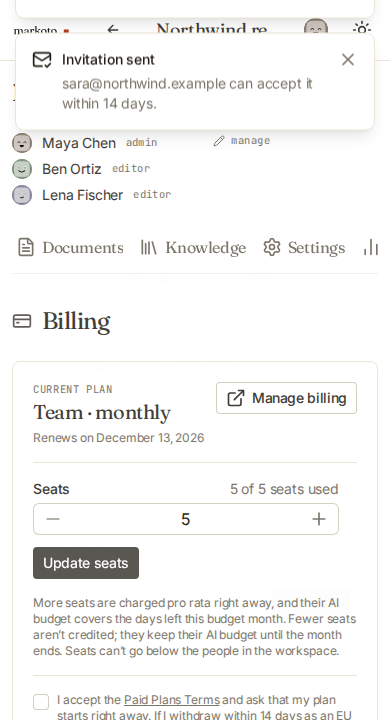 markoto
Northwind re
Invitation sent
sara@northwind.example can accept it
within 14 days.
Maya Chen admin
manage
Ben Ortiz editor
Lena Fischer editor
Documents Knowledge Settings
Billing
CURRENT PLAN
Team · monthly
Manage billing
Renews on December 13, 2026
Seats 5 of 5 seats used
5
Update seats
More seats are charged pro rata right away, and their AI
budget covers the days left this budget month. Fewer seats
aren't credited; they keep their AI budget until the month
ends. Seats can't go below the people in the workspace.
I accept the Paid Plans Terms and ask that my plan
starts right away. If I withdraw within 14 days as an EU